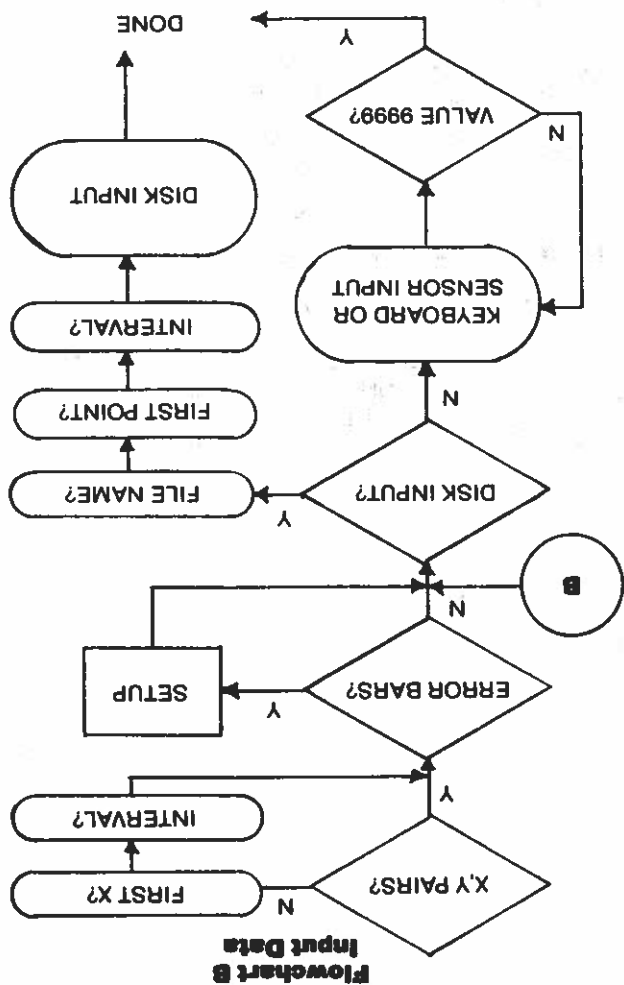 Flowchart B
Input Data
X,Y PAIRS?
N
FIRST X?
INTERVAL?
Y
ERROR BARS?
Y
SETUP
N
B
DISK INPUT?
Y
FILE NAME?
FIRST POINT?
INTERVAL?
DISK INPUT
N
KEYBOARD OR
SENSOR INPUT
VALUE 9999?
N
Y
DONE